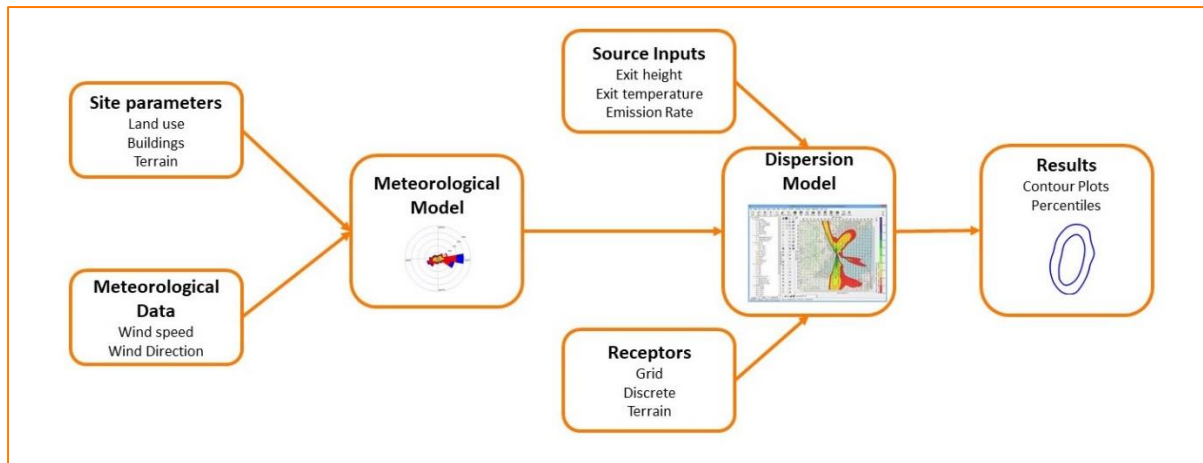 Site parameters
Land use
Buildings
Terrain
Meteorological
Data
Wind speed
Wind Direction
Meteorological
Model
Source Inputs
Exit height
Exit temperature
Emission Rate
Dispersion
Model
Receptors
Grid
Discrete
Terrain
Results
Contour Plots
Percentiles